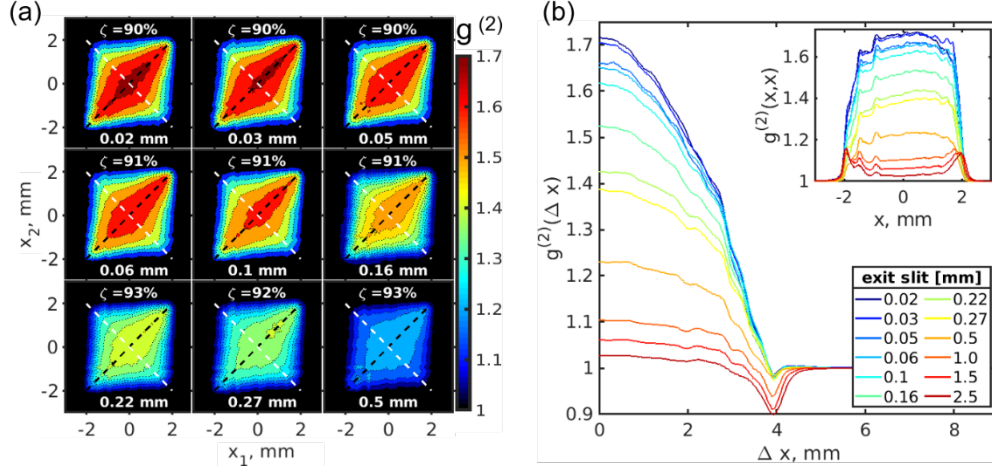 (a)
g⁽²⁾
ζ =90%
ζ =90%
ζ =90%
0.02 mm
0.03 mm
0.05 mm
ζ =91%
ζ =91%
ζ =91%
0.06 mm
0.1 mm
0.16 mm
ζ =93%
ζ =92%
ζ =93%
0.22 mm
0.27 mm
0.5 mm
2
0
-2
2
0
-2
2
0
-2
x₂, mm
-2 0 2
-2 0 2
-2 0 2
x₁, mm
1.7
1.6
1.5
1.4
1.3
1.2
1.1
1
(b)
1.7
1.6
1.5
1.4
1.3
1.2
1.1
1.0
0.9
g⁽²⁾(Δ x)
0 2 4 6 8
Δ x, mm
1.6
1.4
1.2
1
g⁽²⁾(x,x)
-2 0 2
x, mm
exit slit [mm]
0.02 0.22
0.03 0.27
0.05 0.5
0.06 1.0
0.1 1.5
0.16 2.5